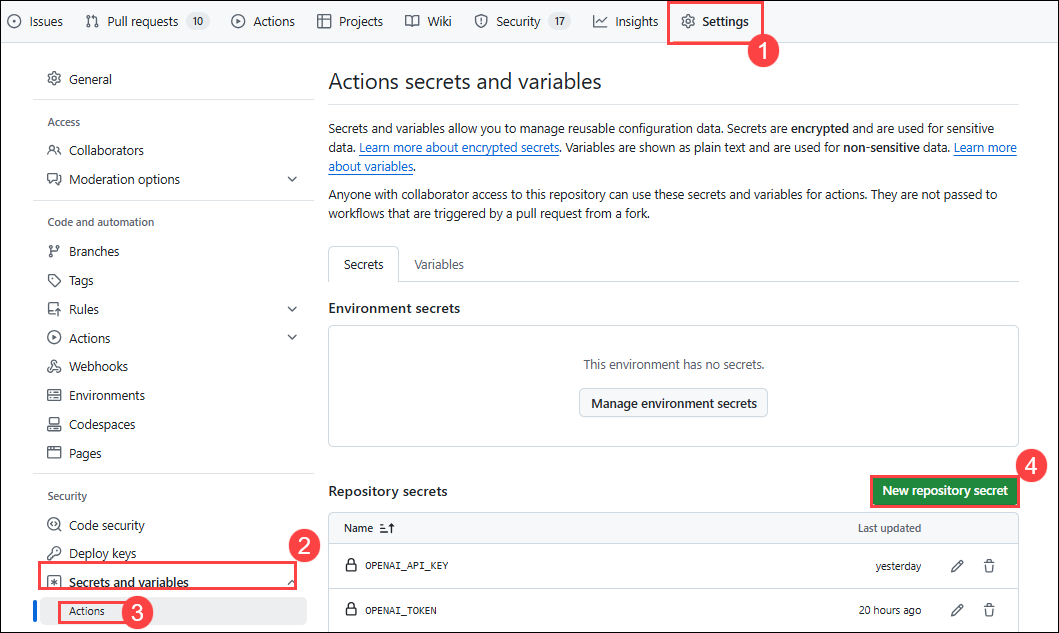 Issues Pull requests 10 Actions Projects Wiki Security 17 Insights Settings
1
General
Access
Collaborators
Moderation options
Code and automation
Branches
Tags
Rules
Actions
Webhooks
Environments
Codespaces
Pages
Security
Code security
Deploy keys
2
Secrets and variables
Actions
3
Actions secrets and variables
Secrets and variables allow you to manage reusable configuration data. Secrets are encrypted and are used for sensitive
data. Learn more about encrypted secrets. Variables are shown as plain text and are used for non-sensitive data. Learn more
about variables.
Anyone with collaborator access to this repository can use these secrets and variables for actions. They are not passed to
workflows that are triggered by a pull request from a fork.
Secrets Variables
Environment secrets
This environment has no secrets.
Manage environment secrets
4
Repository secrets New repository secret
Name Last updated
OPENAI_API_KEY yesterday
OPENAI_TOKEN 20 hours ago